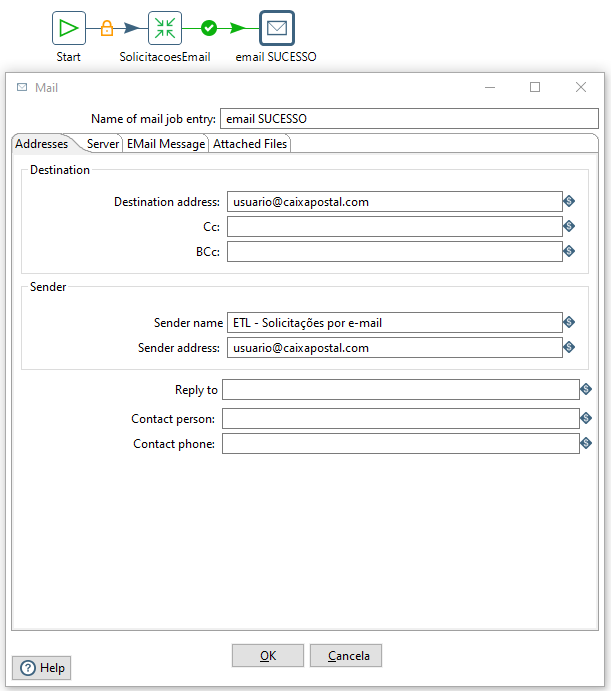 Start
SolicitacoesEmail
email SUCESSO
Mail
Name of mail job entry: email SUCESSO
Addresses Server EMail Message Attached Files
Destination
Destination address: usuario@caixapostal.com
Cc:
BCc:
Sender
Sender name ETL - Solicitações por e-mail
Sender address: usuario@caixapostal.com
Reply to
Contact person:
Contact phone:
OK Cancela
Help